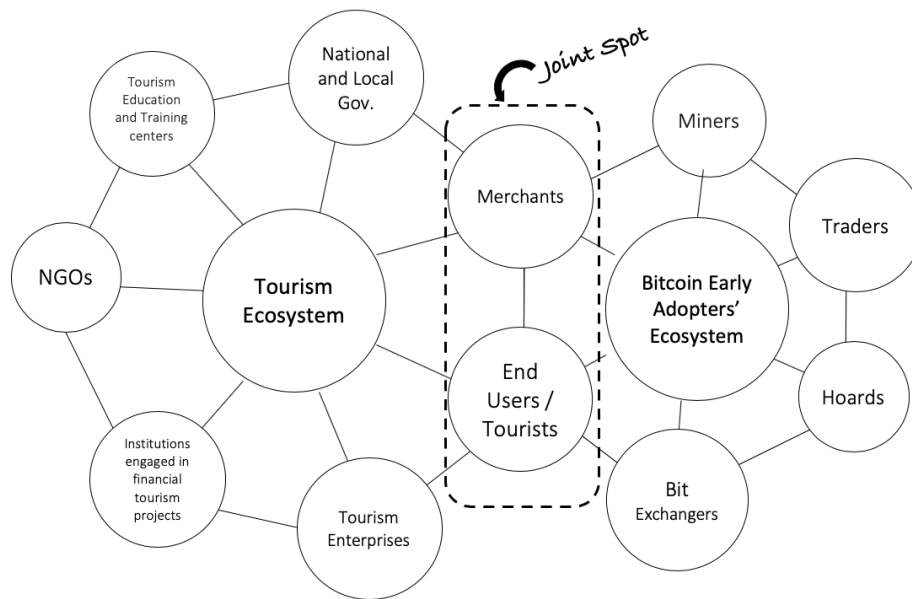 Joint Spot
National
and Local
Gov.
Tourism
Education
and Training
centers
Miners
Merchants
Traders
NGOs
Tourism
Ecosystem
Bitcoin Early
Adopters’
Ecosystem
End
Users /
Tourists
Hoards
Institutions
engaged in
financial
tourism
projects
Bit
Exchangers
Tourism
Enterprises